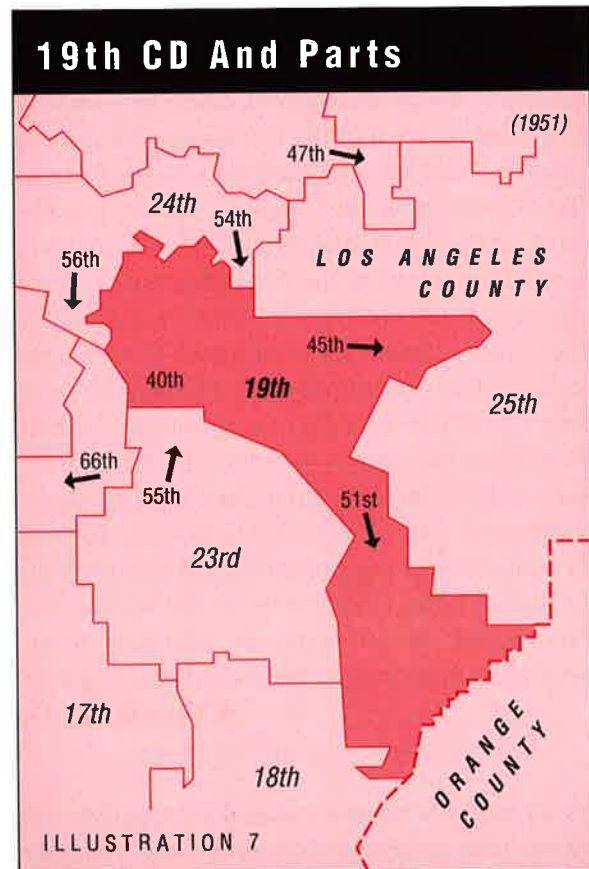 19th CD And Parts
(1951)
47th
24th
54th
56th
LOS ANGELES
COUNTY
45th
40th
19th
25th
66th
55th
51st
23rd
17th
18th
ORANGE
COUNTY
ILLUSTRATION 7